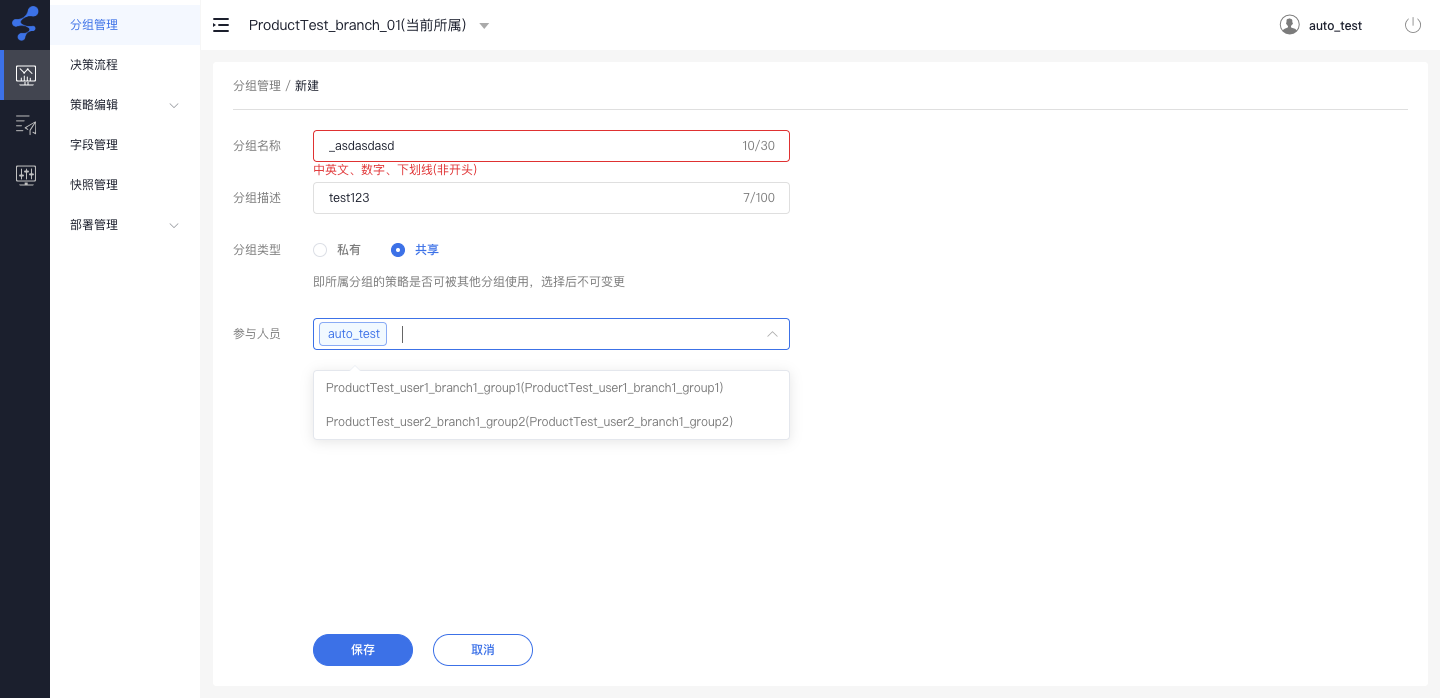 分组管理
决策流程
策略编辑
字段管理
快照管理
部署管理
ProductTest_branch_01(当前所属)
auto_test
分组管理 / 新建
分组名称 _asdasdasd 10/30
中英文、数字、下划线(非开头)
分组描述 test123 7/100
分组类型 私有 共享
即所属分组的策略是否可被其他分组使用，选择后不可变更
参与人员 auto_test
ProductTest_user1_branch1_group1(ProductTest_user1_branch1_group1)
ProductTest_user2_branch1_group2(ProductTest_user2_branch1_group2)
保存 取消